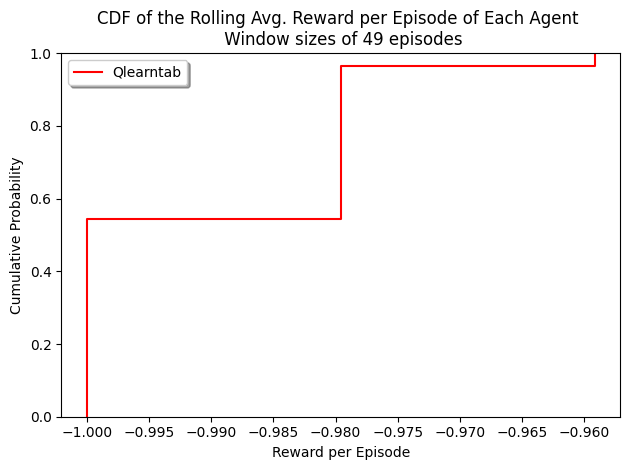 CDF of the Rolling Avg. Reward per Episode of Each Agent
Window sizes of 49 episodes
Qlearntab
Cumulative Probability
1.0
0.8
0.6
0.4
0.2
0.0
−1.000 −0.995 −0.990 −0.985 −0.980 −0.975 −0.970 −0.965 −0.960
Reward per Episode